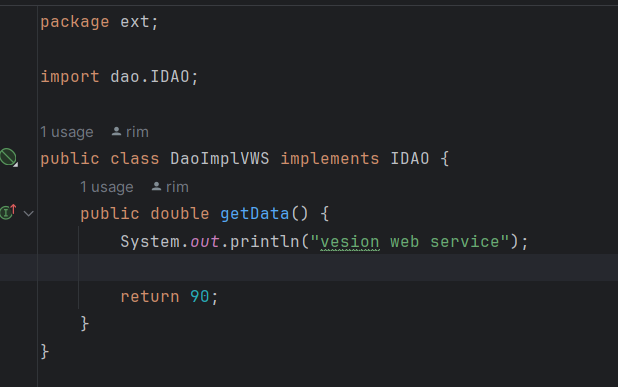 package ext;
import dao.IDAO;
1 usage rim
public class DaoImplVWS implements IDAO {
1 usage rim
public double getData() {
System.out.println("vesion web service");
return 90;
}
}